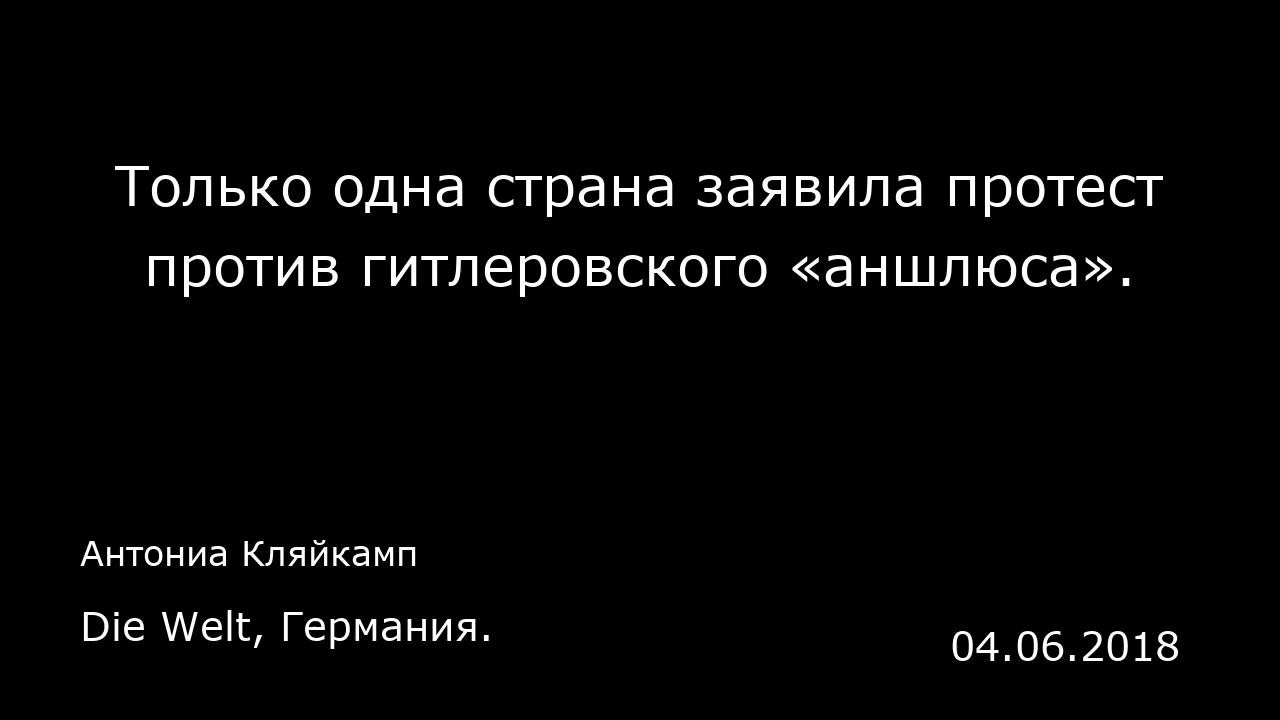 Только одна страна заявила протест
против гитлеровского «аншлюса».
Антониа Кляйкамп
Die Welt, Германия.
04.06.2018